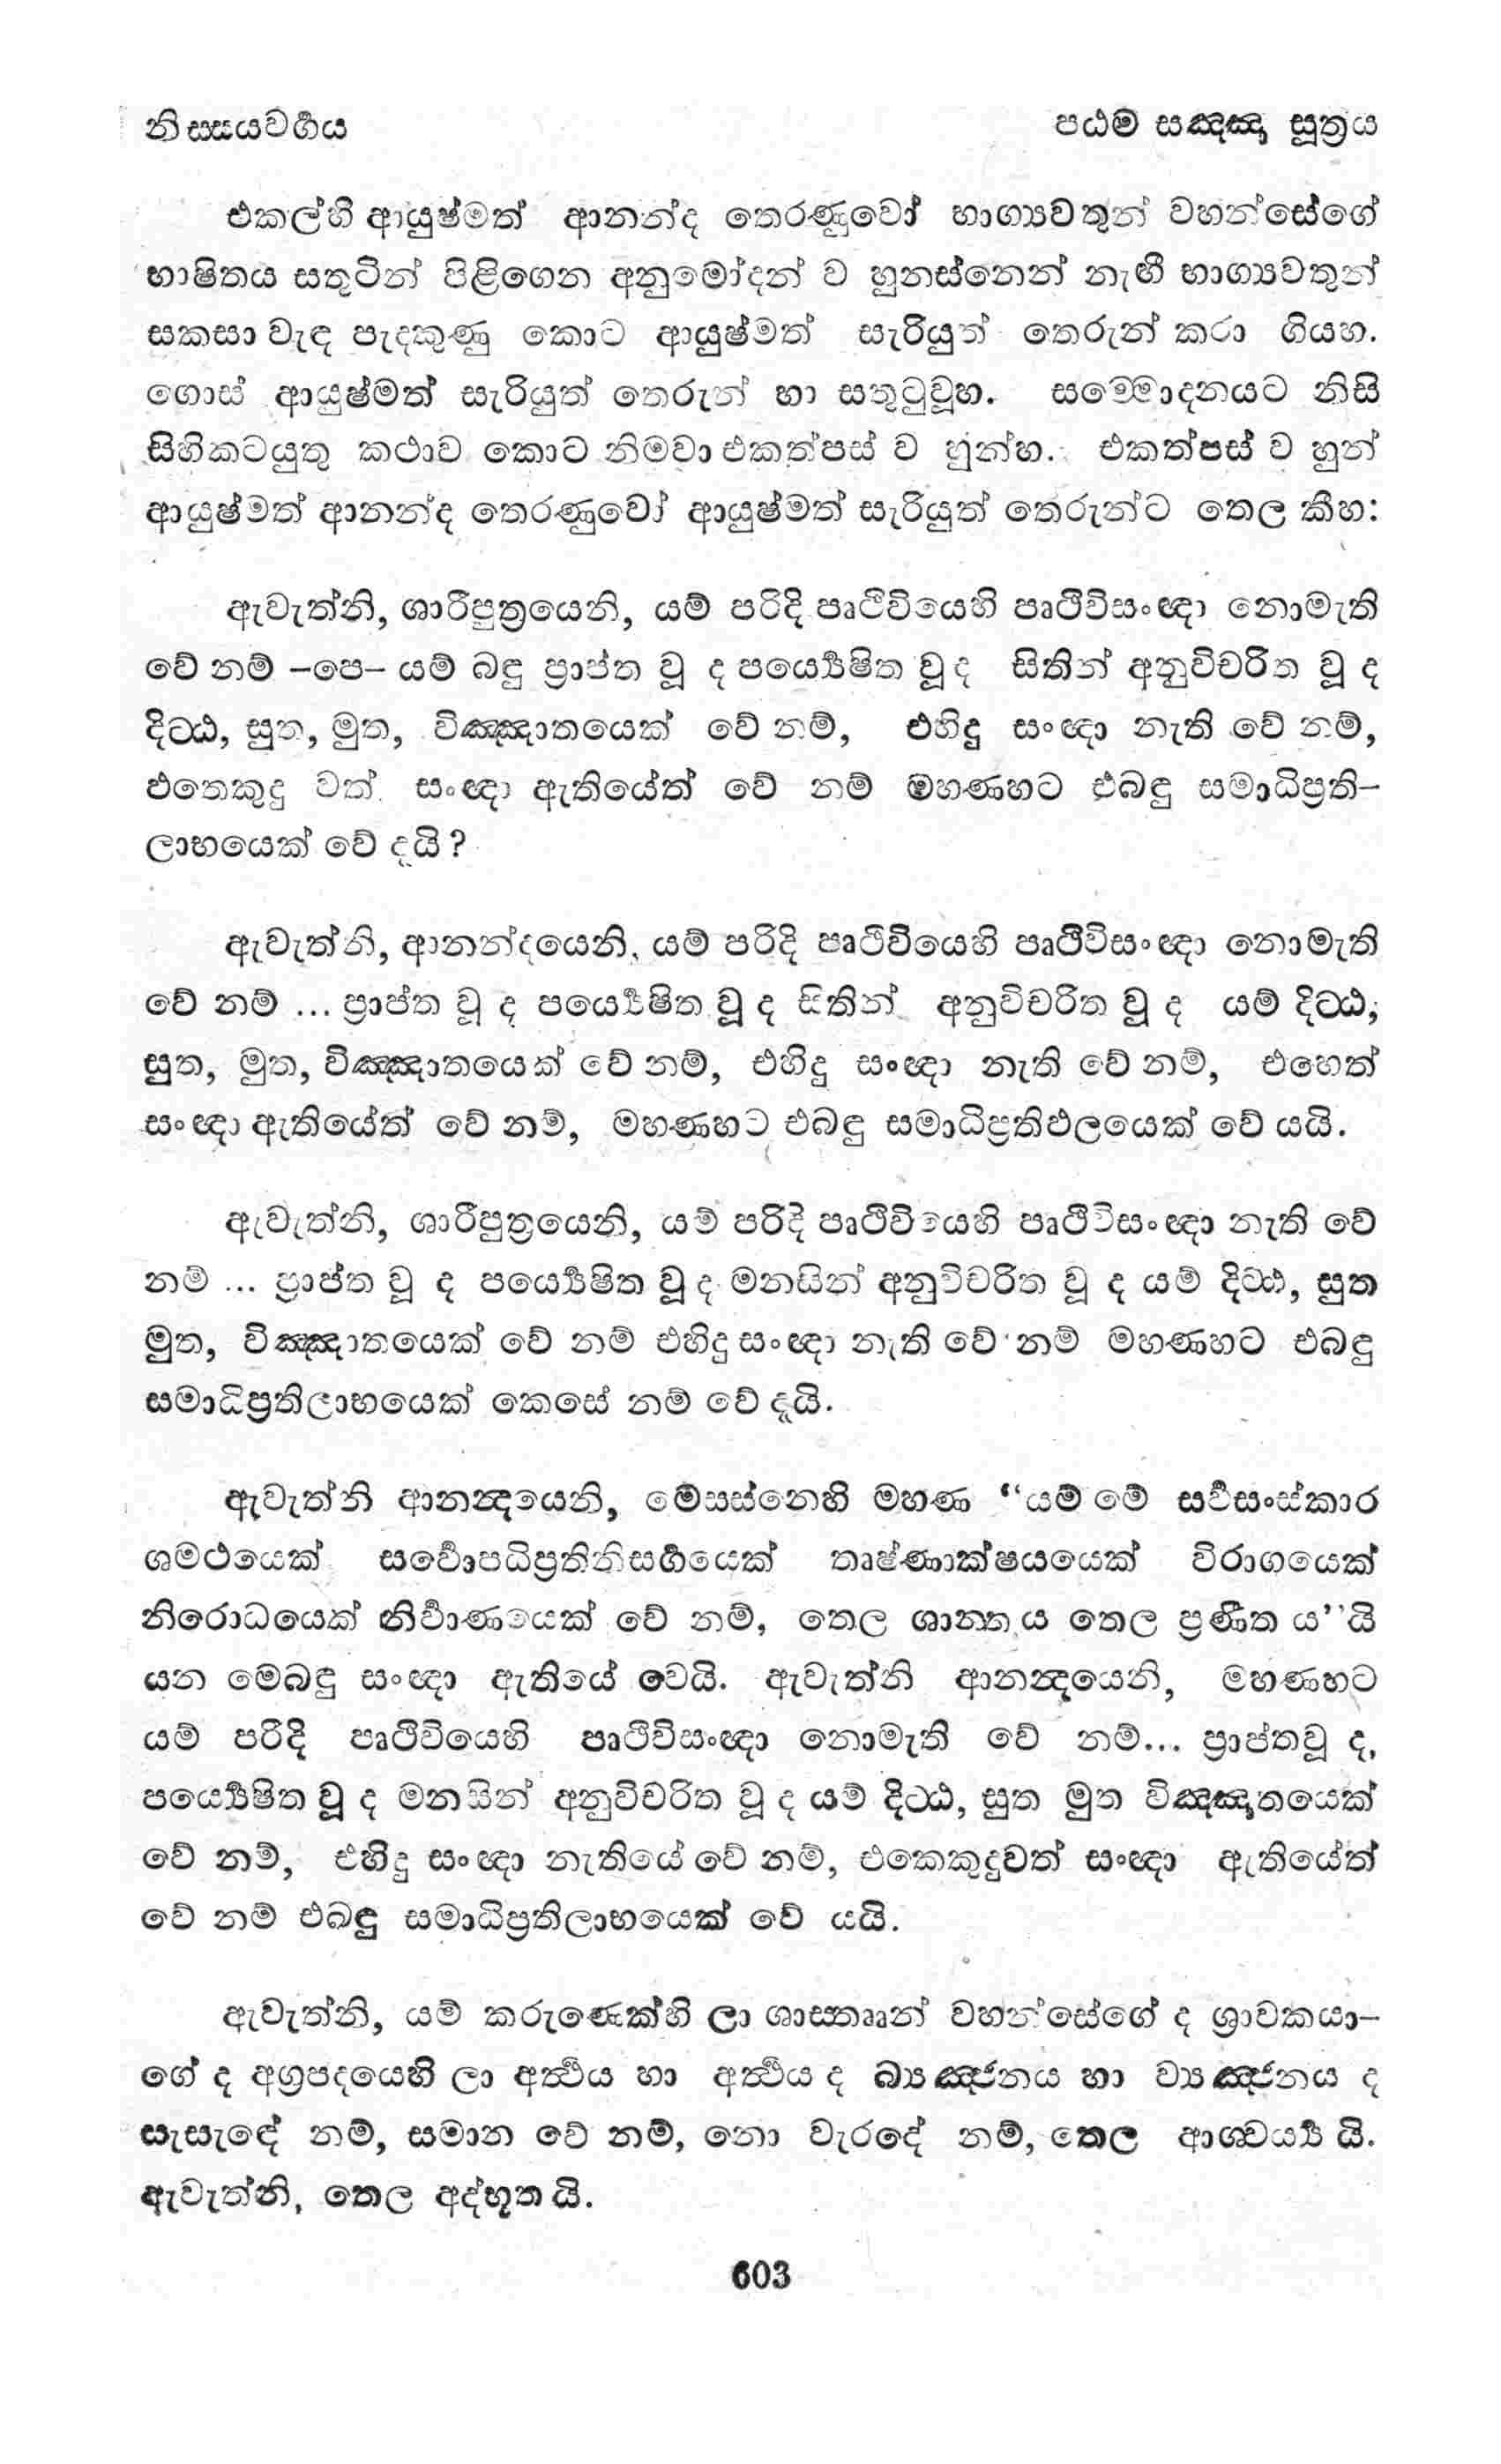 නිස්සයවර්‍ගය
පඨම සඤ්ඤා සූත්‍රය
එකල්හි ආයුෂ්මත් ආනන්ද තෙරණුවෝ භාග්‍යවතුන් වහන්සේගේ
භාෂිතය සතුටින් පිළිගෙන අනුමෝදන් ව හුනස්නෙන් නැඟී භාග්‍යවතුන්
සකසා වැඳ පැදකුණු කොට ආයුෂ්මත් සැරියුත් තෙරුන් කරා ගියහ.
ගොස් ආයුෂ්මත් සැරියුත් තෙරුන් හා සතුටුවූහ. සම්මොදනයට නිසි
සිහිකටයුතු කථාව කොට නිමවා එකත්පස් ව හුන්හ. එකත්පස් ව හුන්
ආයුෂ්මත් ආනන්ද තෙරණුවෝ ආයුෂ්මත් සැරියුත් තෙරුන්ට තෙල කීහ:
ඇවැත්නි, ශාරීපුත්‍රයෙනි, යම් පරිදි පෘථිවියෙහි පෘථිවිසංඥා නොමැති
වේ නම් –පෙ– යම් බඳු ප්‍රාප්ත වූ ද පර්‍ය්‍යෙෂිත වූ ද සිතින් අනුවිචරිත වූ ද
දිට්ඨ, සුත, මුත, විඤ්ඤාතයෙක් වේ නම්, එහිදු සංඥා නැති වේ නම්,
එතෙකුදු වත් සංඥා ඇතියේත් වේ නම් මහණහට එබඳු සමාධිප්‍රති–
ලාභයෙක් වේ දැයි?
ඇවැත්නි, ආනන්දයෙනි, යම් පරිදි පෘථිවියෙහි පෘථිවිසංඥා නොමැති
වේ නම් ... ප්‍රාප්ත වූ ද පර්‍ය්‍යෙෂිත වූ ද සිතින් අනුවිචරිත වූ ද යම් දිට්ඨ,
සුත, මුත, විඤ්ඤාතයෙක් වේ නම්, එහිදු සංඥා නැති වේ නම්, එහෙත්
සංඥා ඇතියේත් වේ නම්, මහණහට එබඳු සමාධිප්‍රතිඵලයෙක් වේ යයි.
ඇවැත්නි, ශාරීපුත්‍රයෙනි, යම් පරිදි පෘථිවියෙහි පෘථිවිසංඥා නැති වේ
නම් ... ප්‍රාප්ත වූ ද පර්‍ය්‍යෙෂිත වූ ද මනසින් අනුවිචරිත වූ ද යම් දිට්ඨ, සුත
මුත, විඤ්ඤාතයෙක් වේ නම් එහිදු සංඥා නැති වේ නම් මහණහට එබඳු
සමාධිප්‍රතිලාභයෙක් කෙසේ නම් වේ දැයි.
ඇවැත්නි ආනන්‍දයෙනි, මෙසස්නෙහි මහණ “යම් මේ සර්‍වසංස්කාර
ශමථයෙක් සර්‍වොපධිප්‍රතිනිසර්‍ගයෙක් තෘෂ්ණාක්ෂයයෙක් විරාගයෙක්
නිරොධයෙක් නිර්‍වාණයෙක් වේ නම්, තෙල ශාන්ත ය තෙල ප්‍රණීත ය”යි
යන මෙබඳු සංඥා ඇතියේ වෙයි. ඇවැත්නි ආනන්‍දයෙනි, මහණහට
යම් පරිදි පෘථිවියෙහි පෘථිවිසංඥා නොමැති වේ නම්... ප්‍රාප්තවූ ද,
පර්‍ය්‍යෙෂිත වූ ද මනසින් අනුවිචරිත වූ ද යම් දිට්ඨ, සුත මුත විඤ්ඤාතයෙක්
වේ නම්, එහිදු සංඥා නැතියේ වේ නම්, එකෙකුදුවත් සංඥා ඇතියේත්
වේ නම් එබඳු සමාධිප්‍රතිලාභයෙක් වේ යයි.
ඇවැත්නි, යම් කරුණෙක්හි ලා ශාස්තෲන් වහන්සේගේ ද ශ්‍රාවකයා–
ගේ ද අග්‍රපදයෙහි ලා අර්‍ත්‍ථය හා අර්‍ත්‍ථය ද ඛ්‍යඤ්ජනය හා ව්‍යඤ්ජනය ද
සැසැඳේ නම්, සමාන වේ නම්, නො වැරදේ නම්, තෙල ආශ්චර්‍ය්‍ය යි.
ඇවැත්නි, තෙල අද්භූත යි.
603